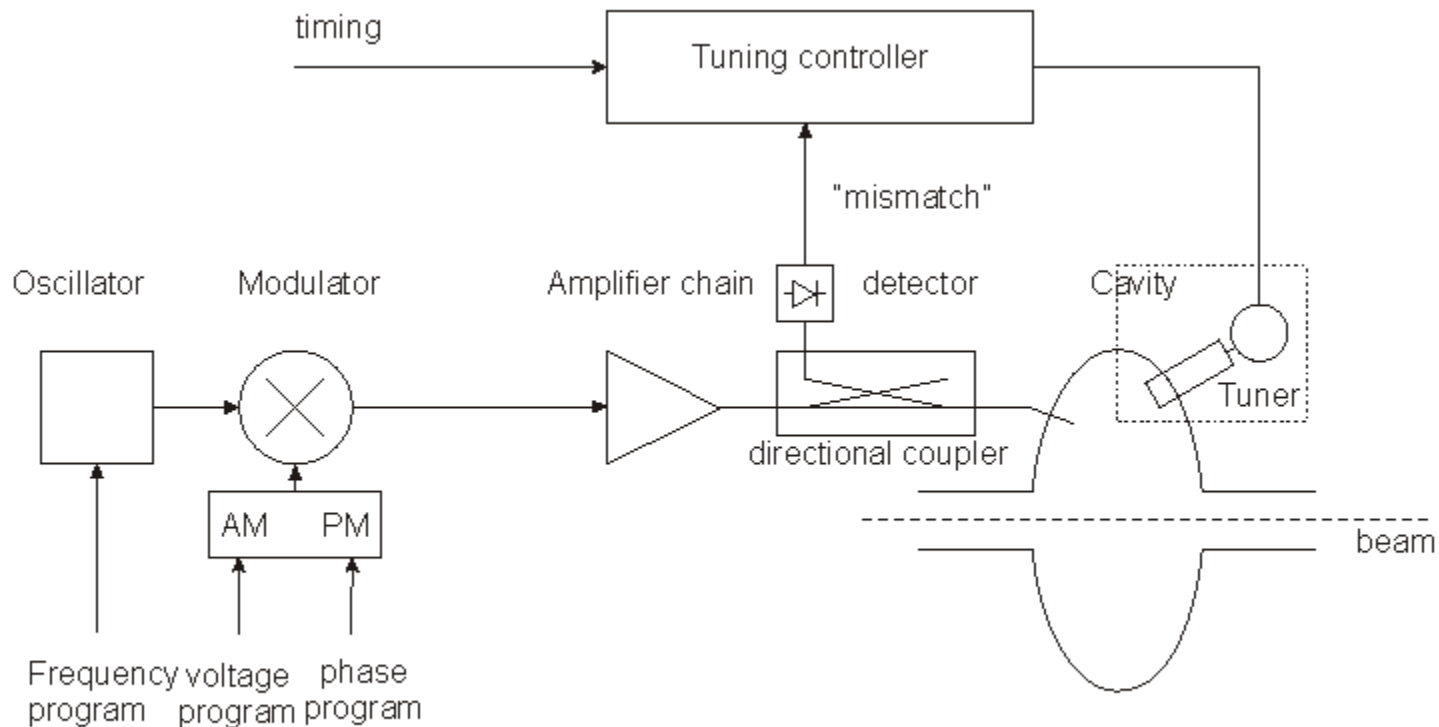 timing
Tuning controller
"mismatch"
Oscillator
Modulator
Amplifier chain
detector
Cavity
Tuner
directional coupler
AM
PM
beam
Frequency
program
voltage
program
phase
program